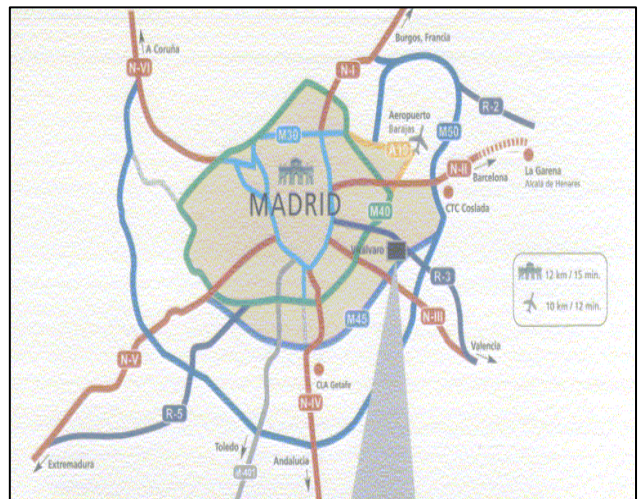 A Coruña
Burgos, Francia
N-VI
N-I
R-2
Aeropuerto
Barajas
M50
M30
A10
N-II
La Garena
Alcalá de Henares
Barcelona
CTC Coslada
MADRID
M40
Vicálvaro
R-3
12 km / 15 min.
10 km / 12 min.
M45
N-III
Valencia
N-V
CLA Getafe
N-IV
R-5
Toledo
Andalucia
Extremadura